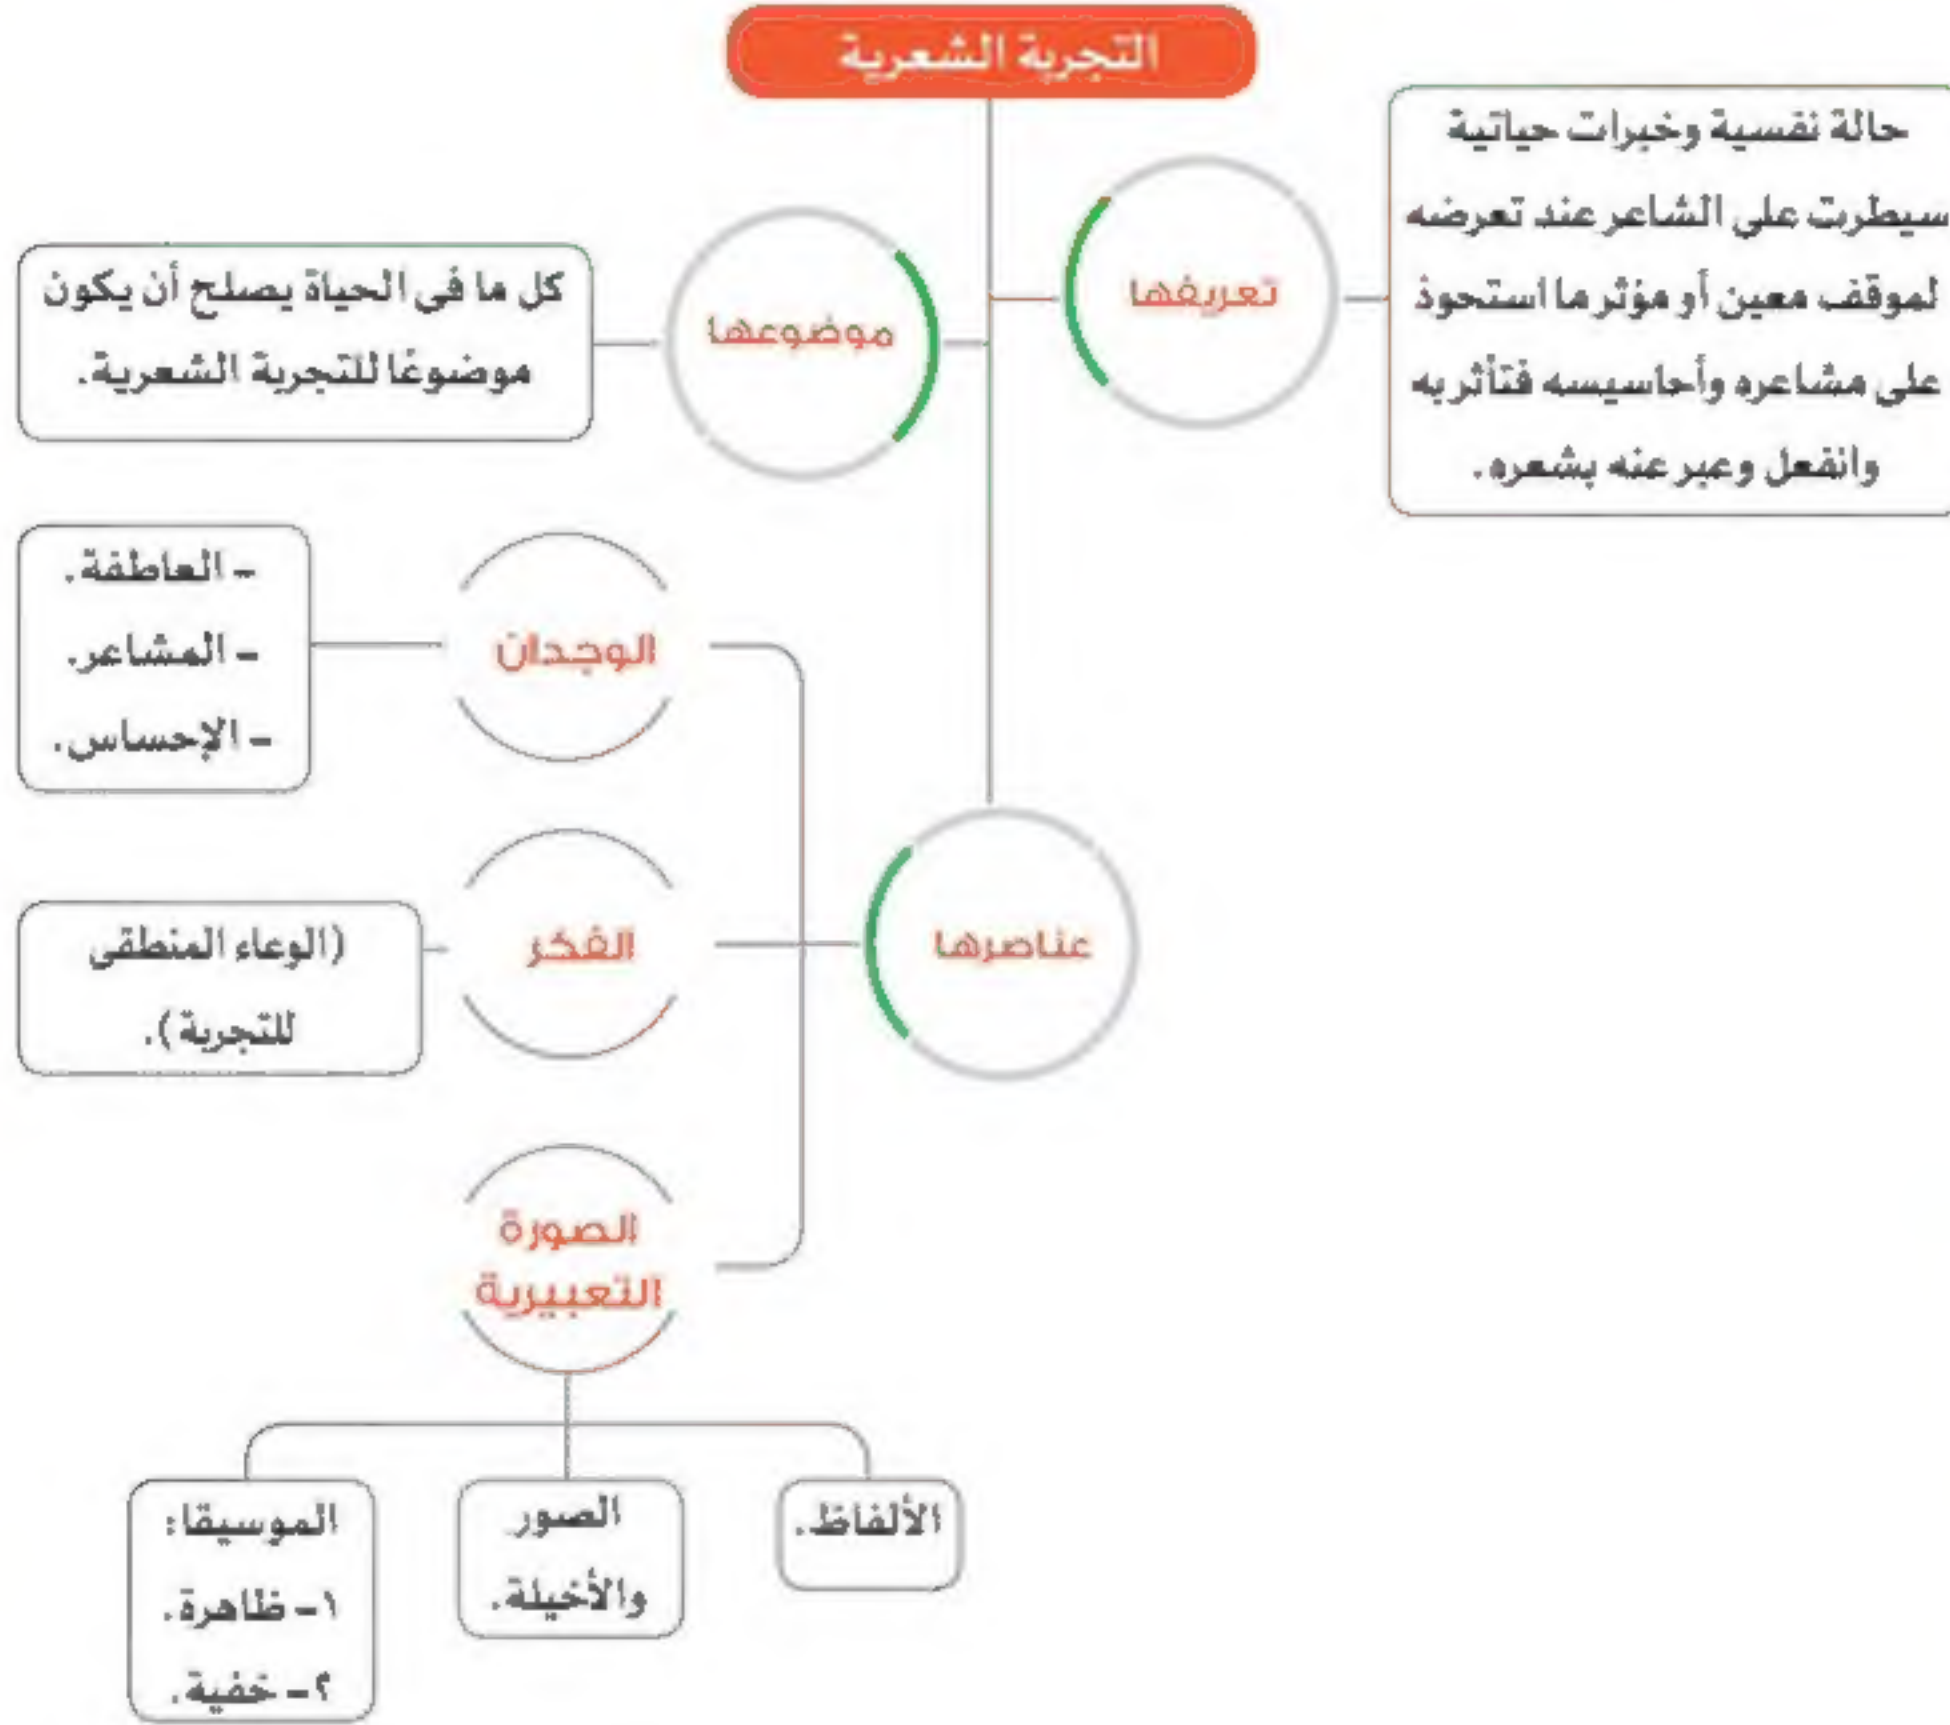 التجربة الشعرية
تعريفها
حالة نفسية وخبرات حياتية
سيطرت على الشاعر عند تعرضه
لموقف معين أو مؤثر ما استحوذ
على مشاعره وأحاسيسه فتأثر به
وانفعل وعبر عنه بشعره.
موضوعها
كل ما فى الحياة يصلح أن يكون
موضوعًا للتجربة الشعرية.
عناصرها
الوجدان
- العاطفة.
- المشاعر.
- الإحساس.
الفكر
(الوعاء المنطقى
للتجربة).
الصورة
التعبيرية
الألفاظ.
الصور
والأخيلة.
الموسيقا:
١- ظاهرة.
٢- خفية.